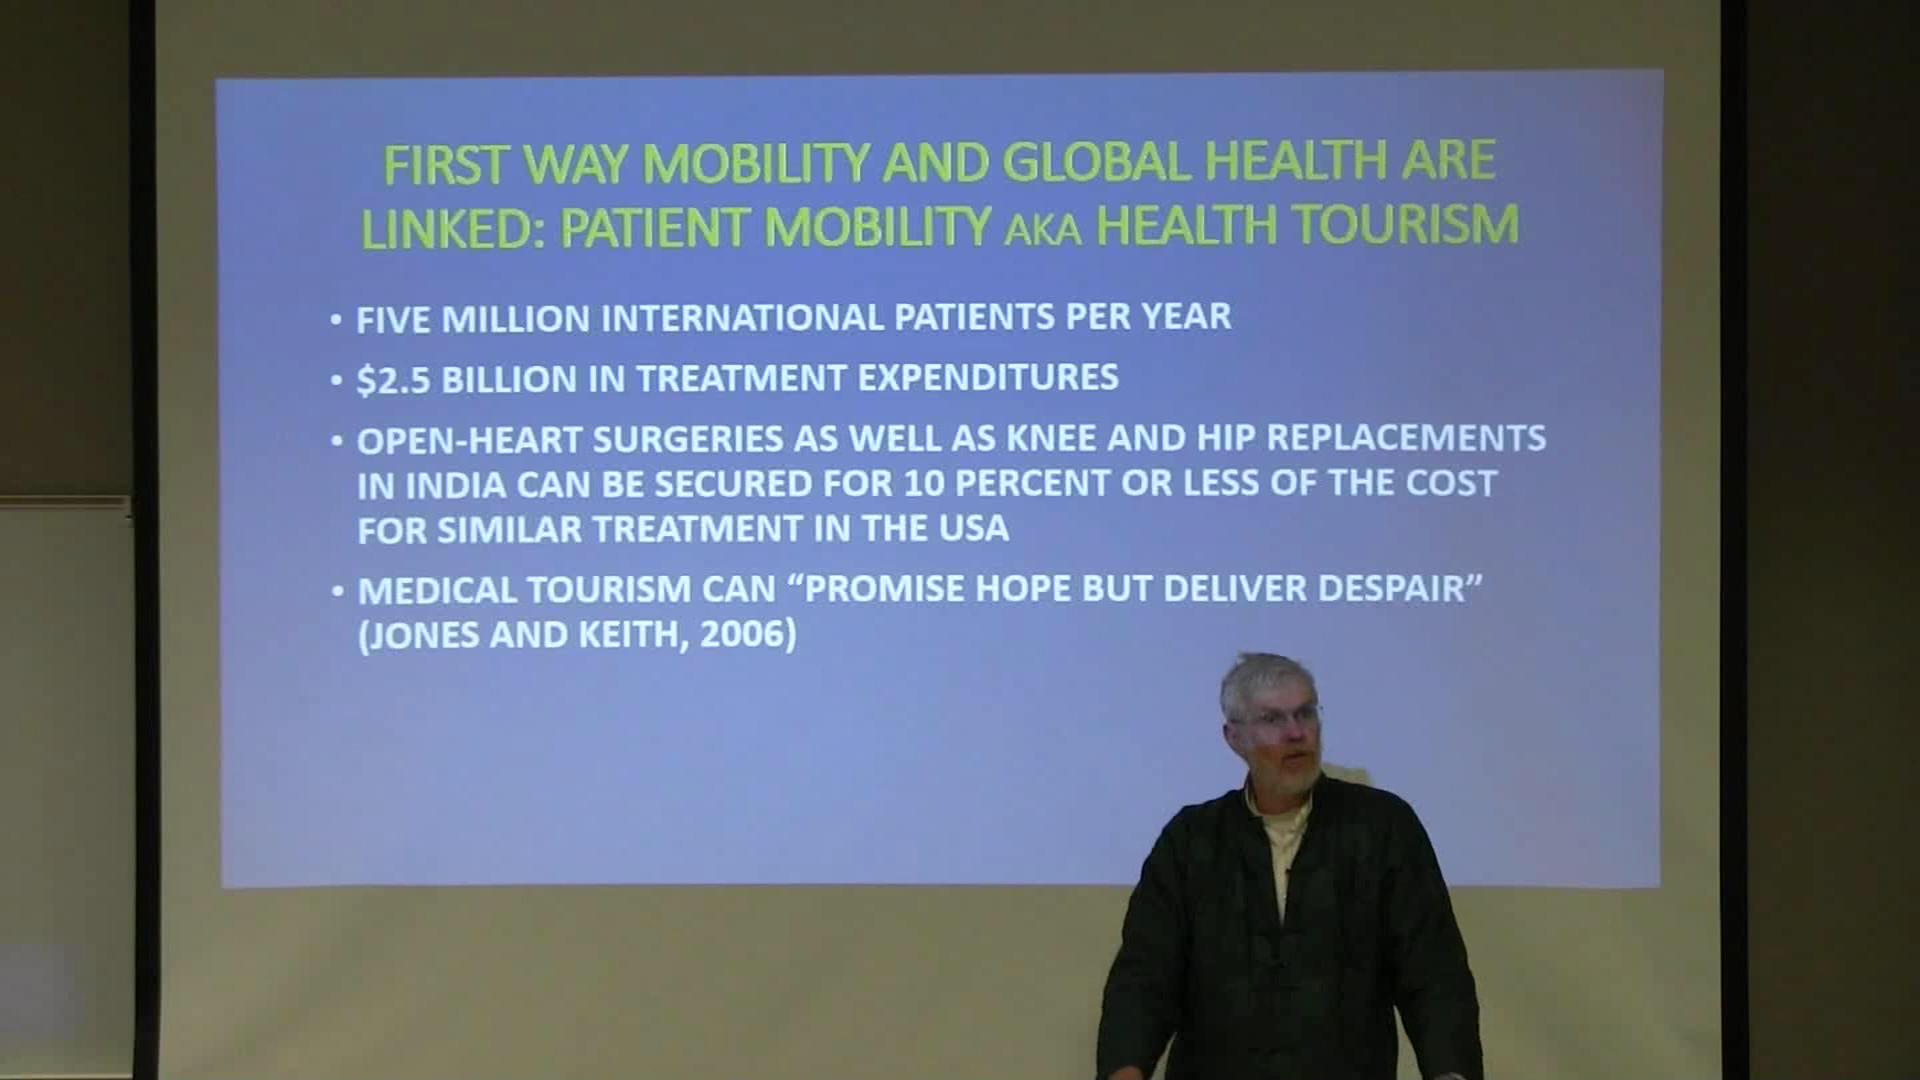 FIRST WAY MOBILITY AND GLOBAL HEALTH ARE
LINKED: PATIENT MOBILITY AKA HEALTH TOURISM
• FIVE MILLION INTERNATIONAL PATIENTS PER YEAR
• $2.5 BILLION IN TREATMENT EXPENDITURES
• OPEN-HEART SURGERIES AS WELL AS KNEE AND HIP REPLACEMENTS
IN INDIA CAN BE SECURED FOR 10 PERCENT OR LESS OF THE COST
FOR SIMILAR TREATMENT IN THE USA
• MEDICAL TOURISM CAN “PROMISE HOPE BUT DELIVER DESPAIR”
(JONES AND KEITH, 2006)